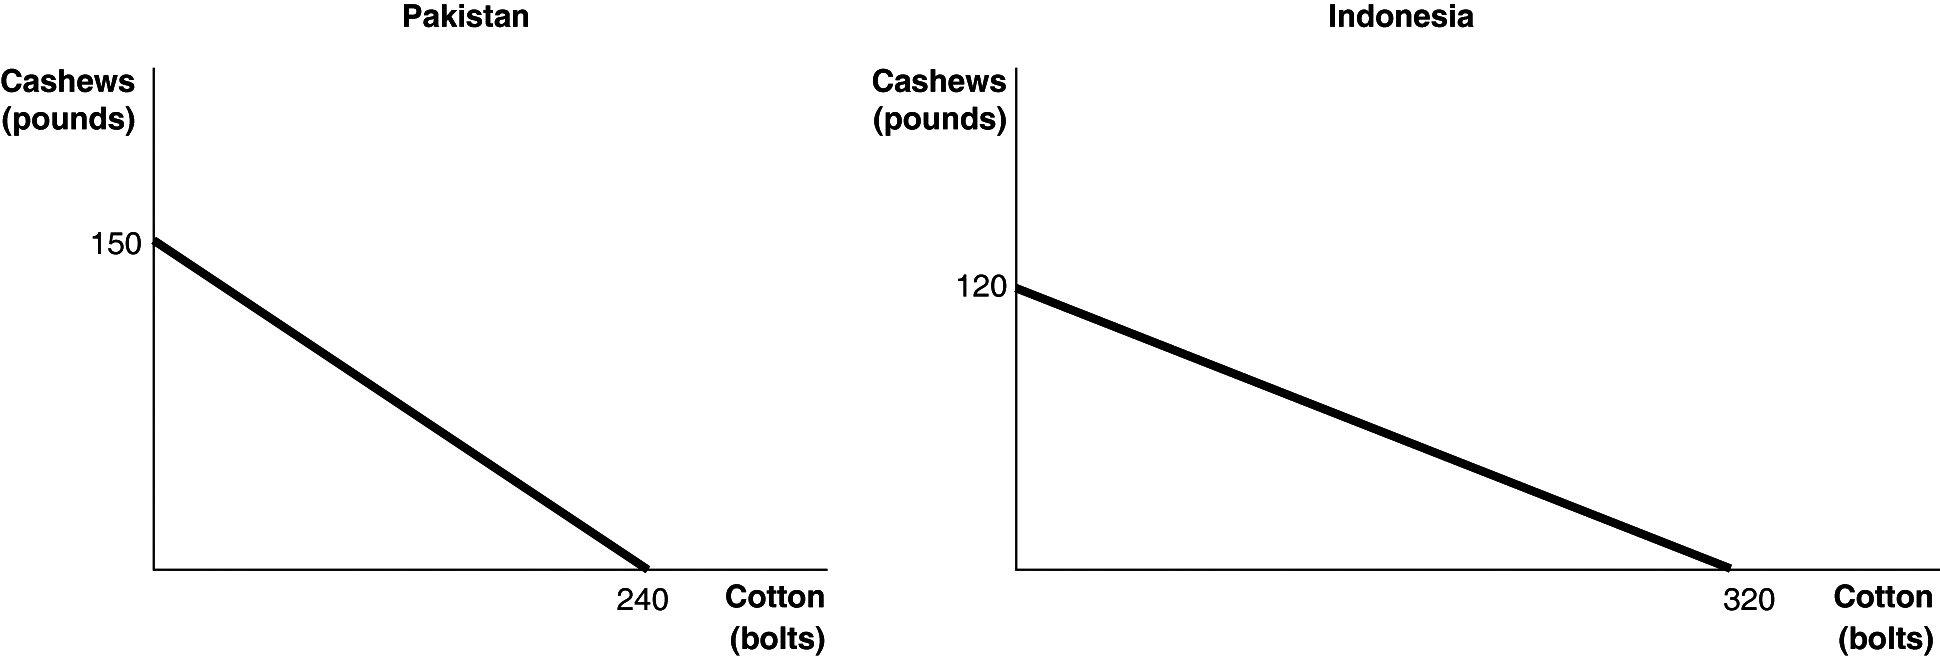 Pakistan
Cashews
(pounds)
150
240
Cotton
(bolts)
Indonesia
Cashews
(pounds)
120
320
Cotton
(bolts)